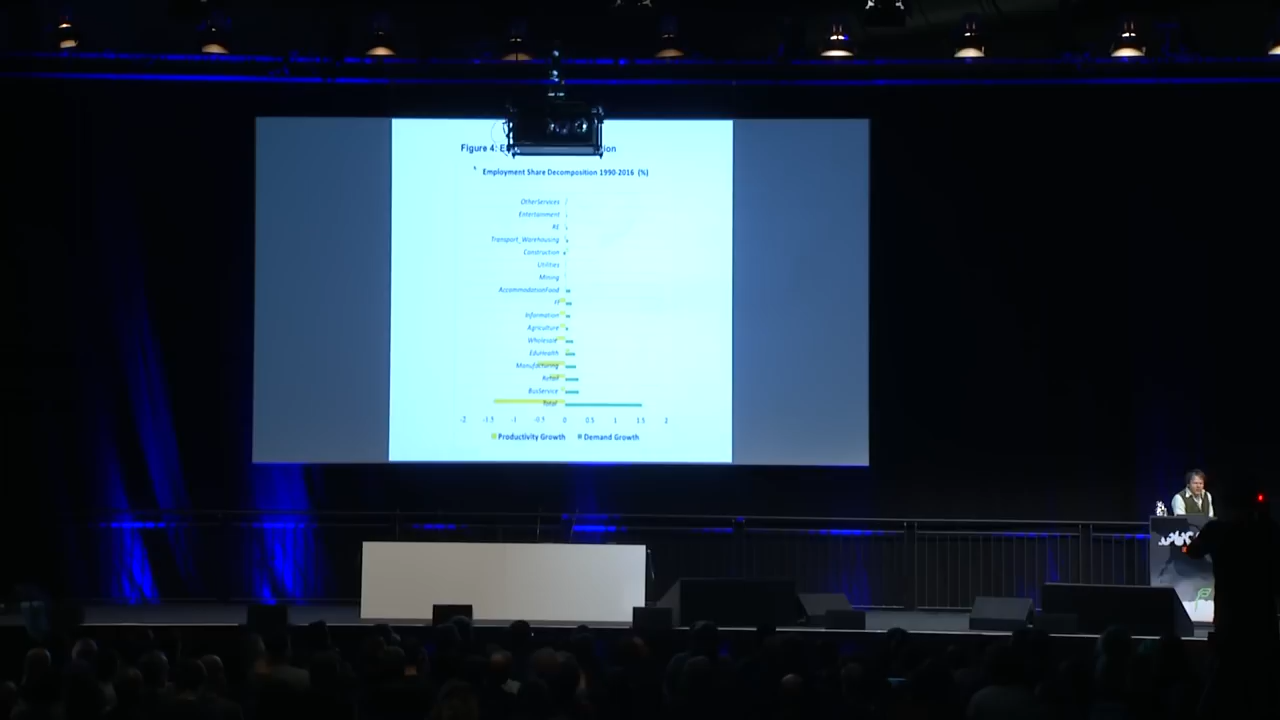 Figure 4: E ion
Employment Share Decomposition 1990-2016 (%)
OtherServices
Entertainment
RE
Transport_Warehousing
Construction
Utilities
Mining
AccommodationFood
FI
Information
Agriculture
Wholesale
EduHealth
Manufacturing
Retail
BusService
Total
-2 -1.5 -1 -0.5 0 0.5 1 1.5 2
Productivity Growth Demand Growth